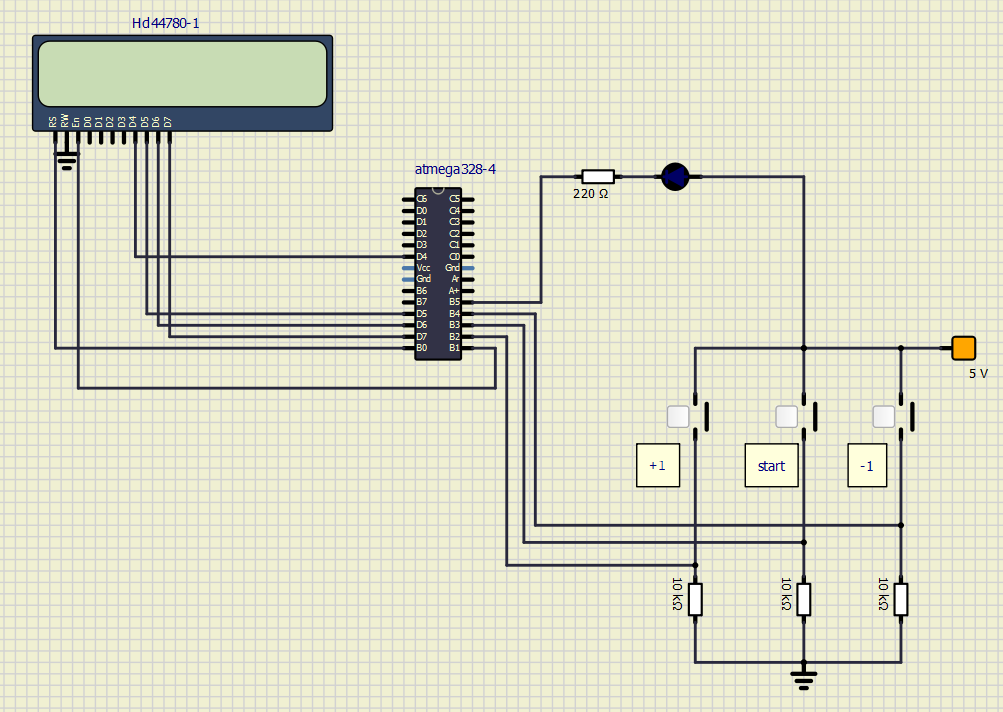 Hd44780-1
RS RW En D0 D1 D2 D3 D4 D5 D6 D7
atmega328-4
C6 C5
D0 C4
D1 C3
D2 C2
D3 C1
D4 C0
Vcc Gnd
Gnd Ar
B6 A+
B7 B5
D5 B4
D6 B3
D7 B2
B0 B1
220 Ω
5 V
+1
start
-1
10 kΩ
10 kΩ
10 kΩ